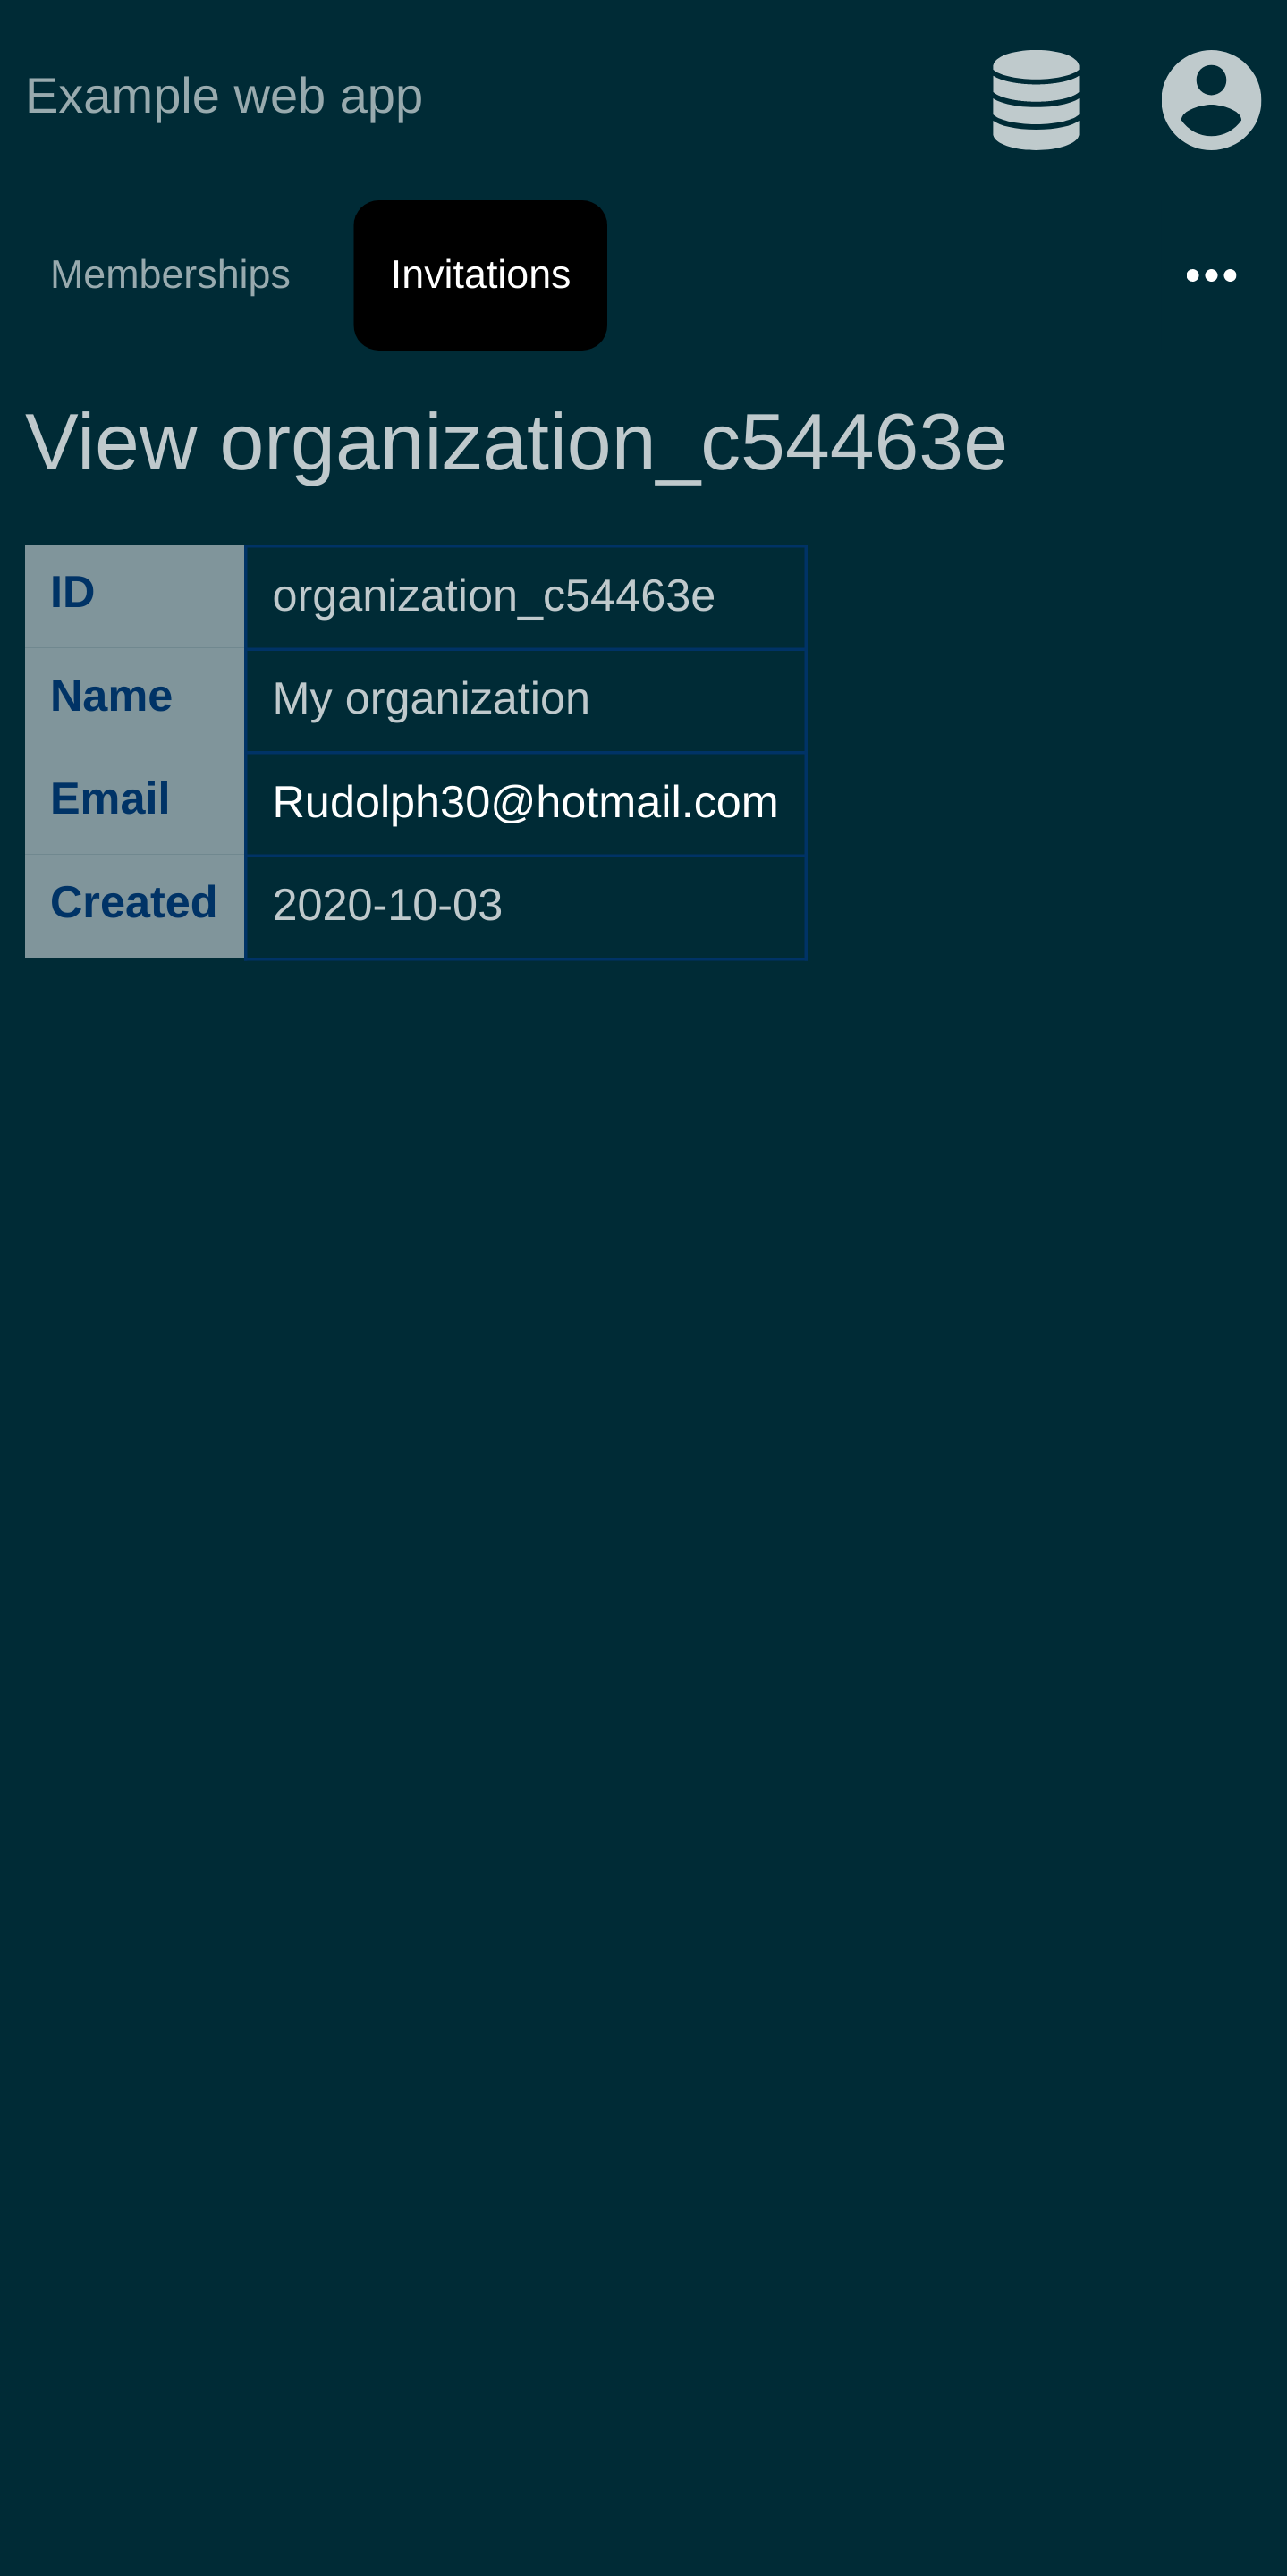 Example web app
Memberships Invitations
View organization_c54463e
ID organization_c54463e
Name My organization
Email Rudolph30@hotmail.com
Created 2020-10-03